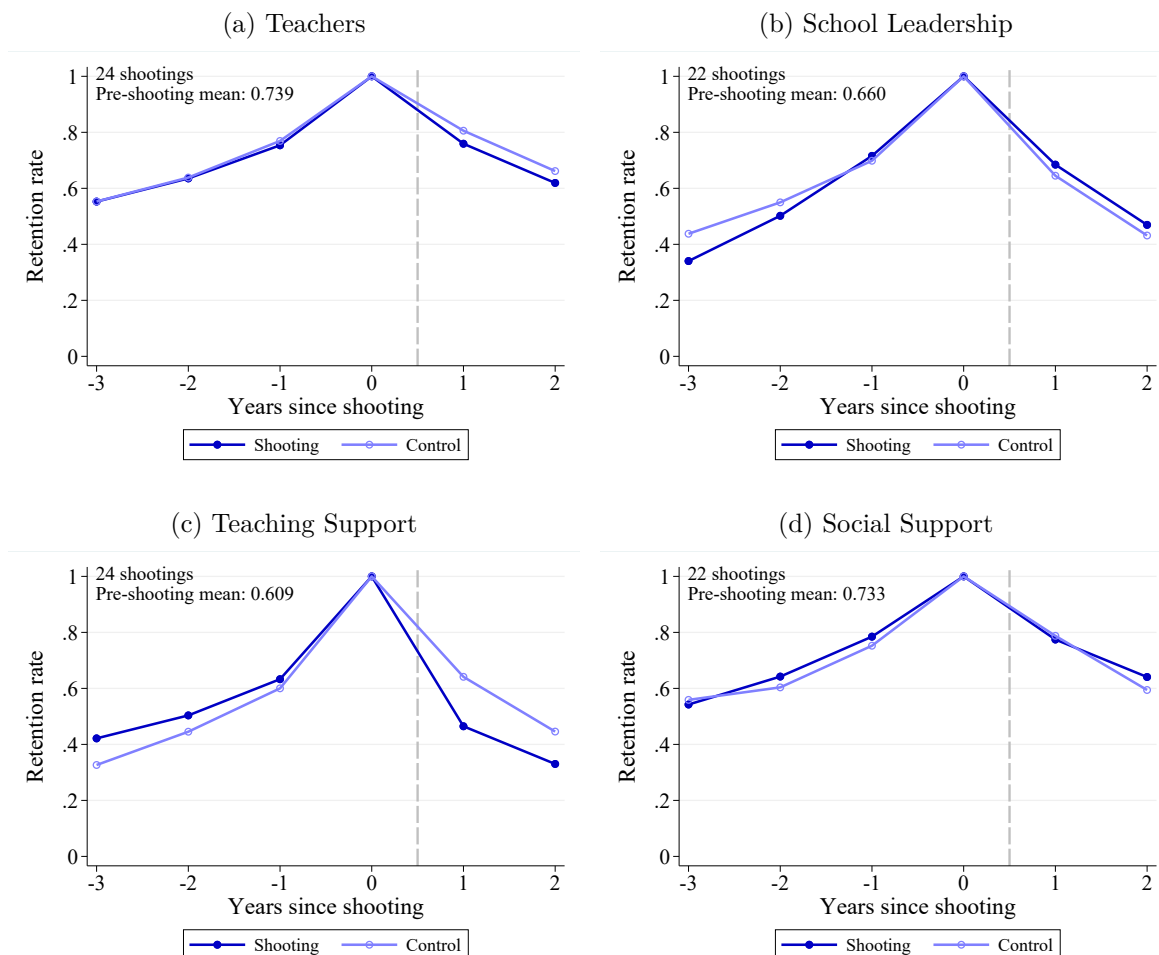 (a) Teachers
24 shootings
Pre-shooting mean: 0.739
Retention rate
1
.8
.6
.4
.2
0
-3 -2 -1 0 1 2
Years since shooting
Shooting Control
(b) School Leadership
22 shootings
Pre-shooting mean: 0.660
Retention rate
1
.8
.6
.4
.2
0
-3 -2 -1 0 1 2
Years since shooting
Shooting Control
(c) Teaching Support
24 shootings
Pre-shooting mean: 0.609
Retention rate
1
.8
.6
.4
.2
0
-3 -2 -1 0 1 2
Years since shooting
Shooting Control
(d) Social Support
22 shootings
Pre-shooting mean: 0.733
Retention rate
1
.8
.6
.4
.2
0
-3 -2 -1 0 1 2
Years since shooting
Shooting Control